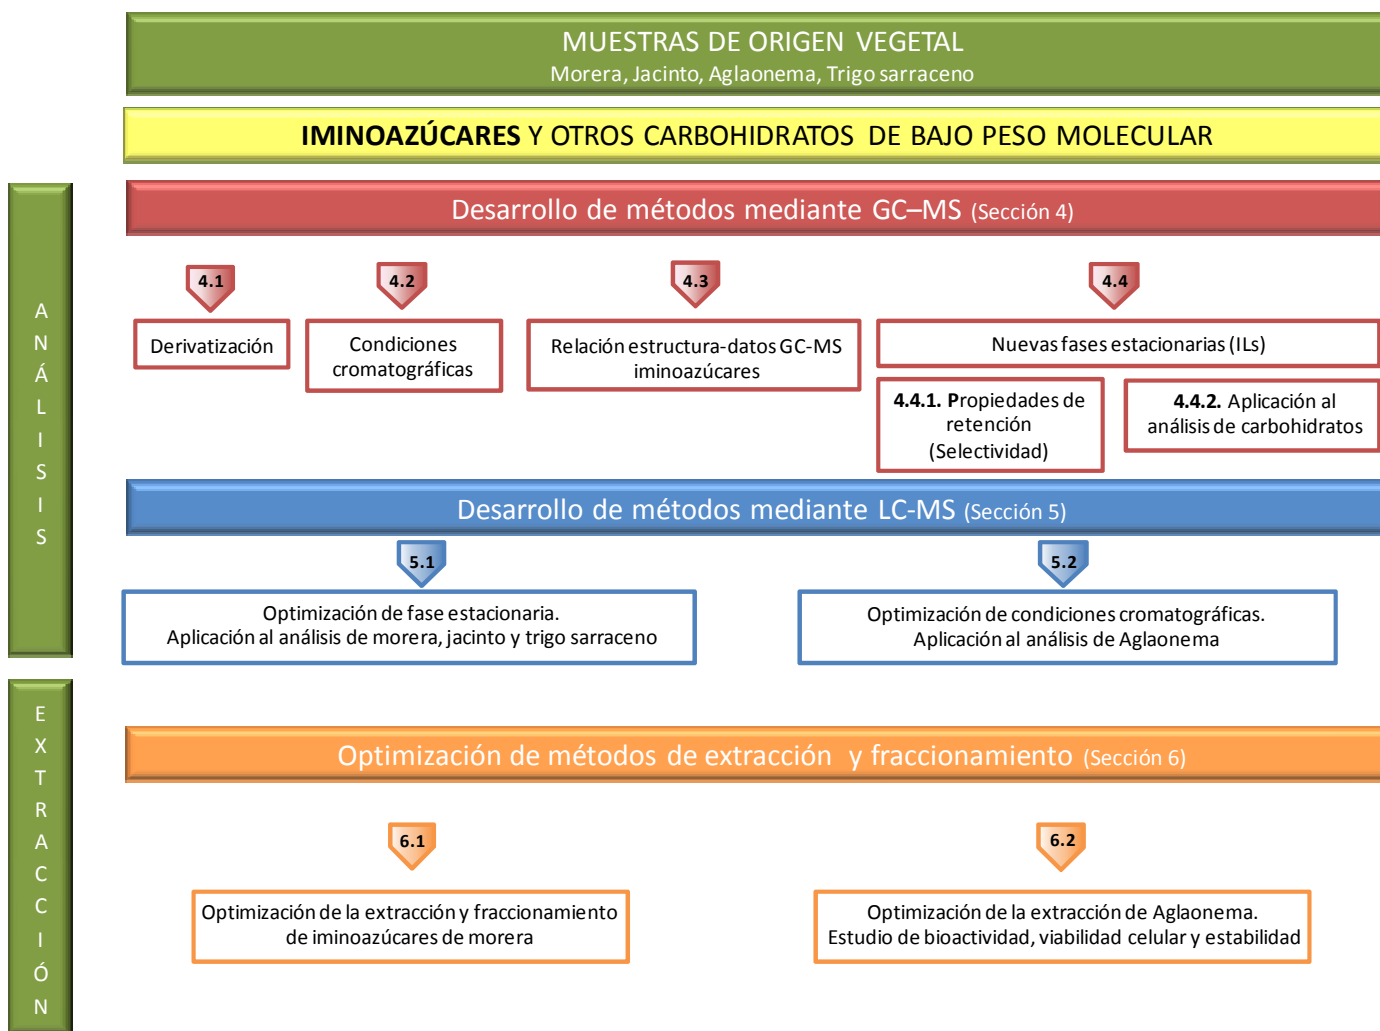 MUESTRAS DE ORIGEN VEGETAL
Morera, Jacinto, Aglaonema, Trigo sarraceno
IMINOAZÚCARES Y OTROS CARBOHIDRATOS DE BAJO PESO MOLECULAR
ANÁLISIS
Desarrollo de métodos mediante GC–MS (Sección 4)
4.1
Derivatización
4.2
Condiciones
cromatográficas
4.3
Relación estructura-datos GC-MS
iminoazúcares
4.4
Nuevas fases estacionarias (ILs)
4.4.1. Propiedades de
retención
(Selectividad)
4.4.2. Aplicación al
análisis de carbohidratos
Desarrollo de métodos mediante LC-MS (Sección 5)
5.1
Optimización de fase estacionaria.
Aplicación al análisis de morera, jacinto y trigo sarraceno
5.2
Optimización de condiciones cromatográficas.
Aplicación al análisis de Aglaonema
EXTRACCIÓN
Optimización de métodos de extracción y fraccionamiento (Sección 6)
6.1
Optimización de la extracción y fraccionamiento
de iminoazúcares de morera
6.2
Optimización de la extracción de Aglaonema.
Estudio de bioactividad, viabilidad celular y estabilidad